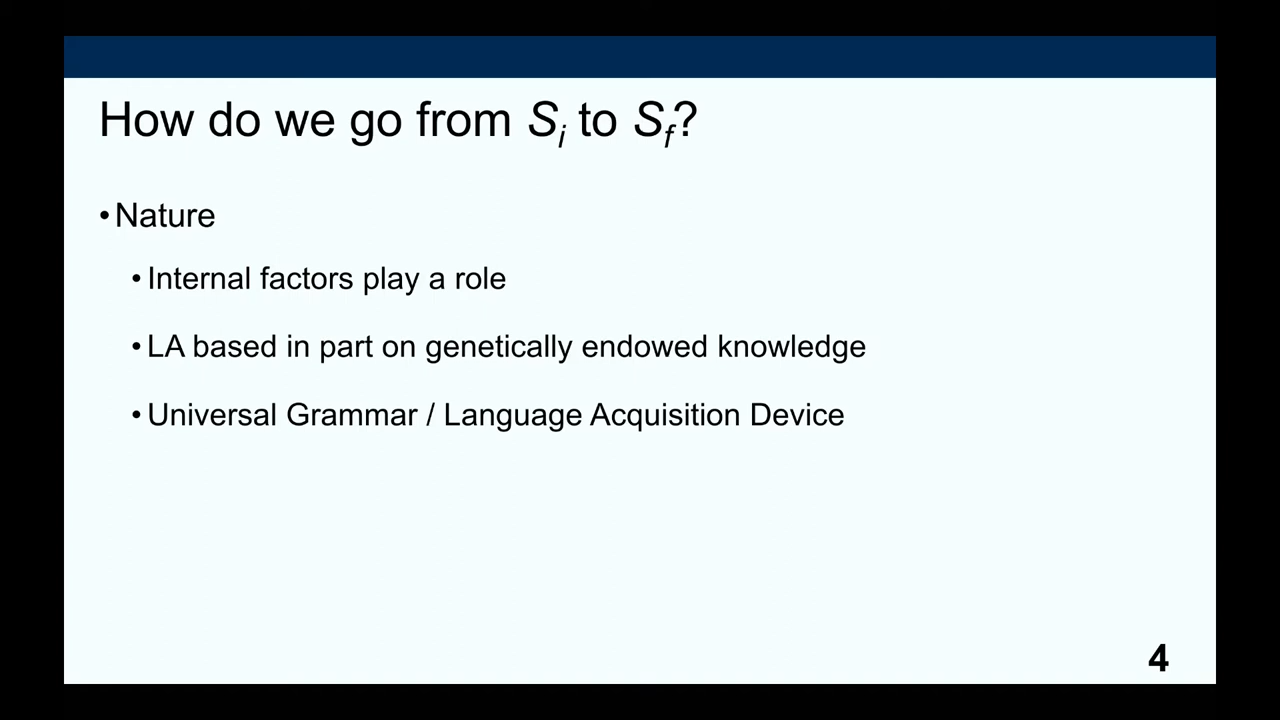 How do we go from Si to Sf?
•Nature
•Internal factors play a role
•LA based in part on genetically endowed knowledge
•Universal Grammar / Language Acquisition Device
4